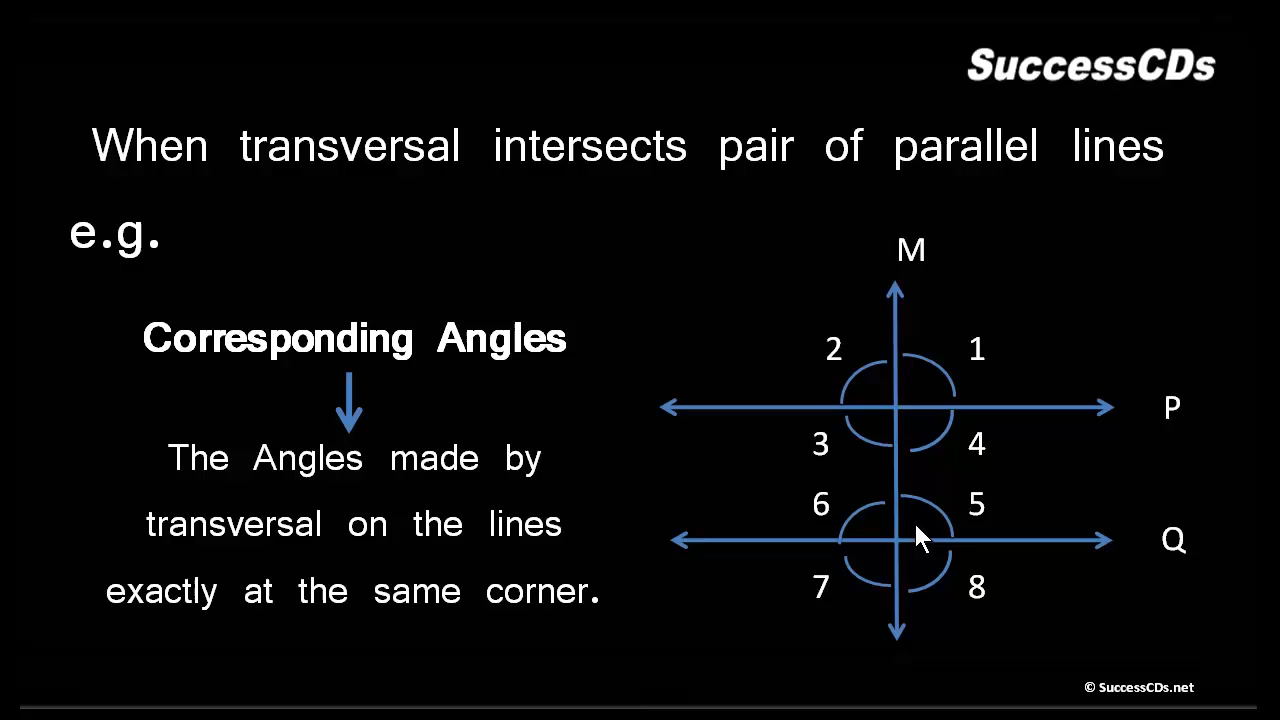 SuccessCDs
When transversal intersects pair of parallel lines
e.g.
Corresponding Angles
The Angles made by
transversal on the lines
exactly at the same corner.
M
2 1
P
3 4
6 5
Q
7 8
© SuccessCDs.net